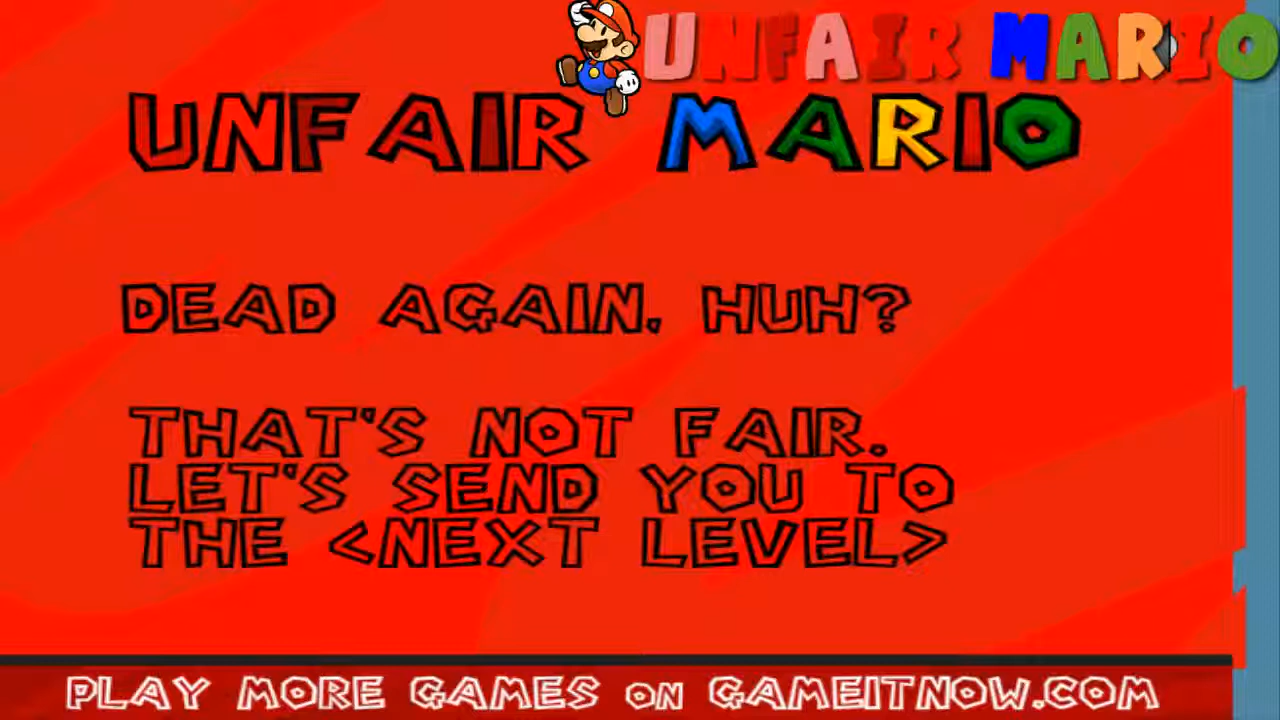 UNFAIR MARIO
UNFAIR MARIO
DEAD AGAIN, HUH?
THAT'S NOT FAIR.
LET'S SEND YOU TO
THE <NEXT LEVEL>
PLAY MORE GAMES ON GAMEITNOW.COM